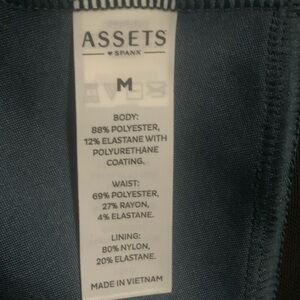 ASSETS
♥ SPANX
M
BODY:
88% POLYESTER,
12% ELASTANE WITH
POLYURETHANE
COATING.
WAIST:
69% POLYESTER,
27% RAYON,
4% ELASTANE.
LINING:
80% NYLON,
20% ELASTANE.
MADE IN VIETNAM